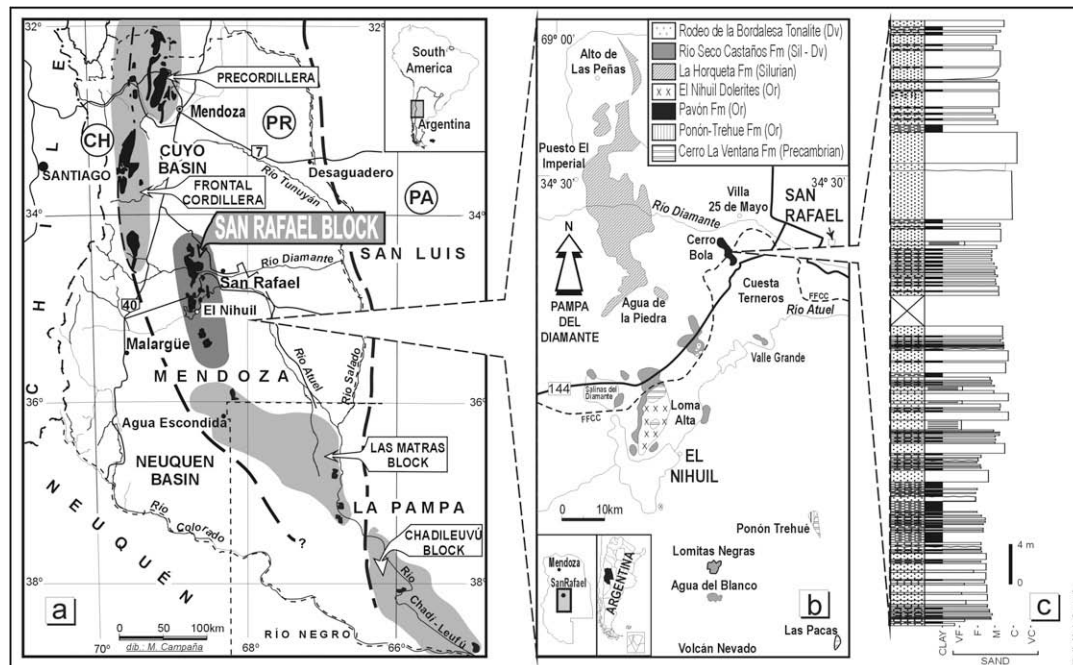 32°
32°
South
America
Argentina
PRECORDILLERA
Mendoza
PR
CH
CUYO
BASIN
7
Desaguadero
SANTIAGO
Río Tunuyán
PA
FRONTAL
CORDILLERA
34°
34°
SAN RAFAEL BLOCK
SAN LUIS
Río Diamante
San Rafael
40
El Nihuil
Malargüe
Río Atuel
Río Salado
MENDOZA
36°
36°
Agua Escondida
LAS MATRAS
BLOCK
NEUQUEN
BASIN
LA PAMPA
Río
Colorado
?
CHADILEUVÚ
BLOCK
38°
38°
Río
Chadi-Leufú
CHILE
NEUQUÉN
a
0 50 100km
RÍO NEGRO
dib.: M. Campaña
70°
68°
66°
69° 00'
Alto de
Las Peñas
Rodeo de la Bordalesa Tonalite (Dv)
Río Seco Castaños Fm (Sil - Dv)
La Horqueta Fm (Silurian)
El Nihuil Dolerites (Or)
Pavón Fm (Or)
Ponón-Trehue Fm (Or)
Cerro La Ventana Fm (Precambrian)
Puesto El
Imperial
34° 30'
34° 30'
Villa
25 de Mayo
SAN
RAFAEL
Río Diamante
N
Cerro
Bola
PAMPA
DEL
DIAMANTE
Agua de
la Piedra
Cuesta
Terneros
FFCC
Río Atuel
Valle Grande
144
Salinas del
Diamante
FFCC
Loma
Alta
EL
NIHUIL
0 10km
Ponón Trehué
Lomitas Negras
Agua del Blanco
Mendoza
SanRafael
ARGENTINA
b
Las Pacas
Volcán Nevado
4 m
0
c
CLAY
VF
F
M
C
VC
SAND